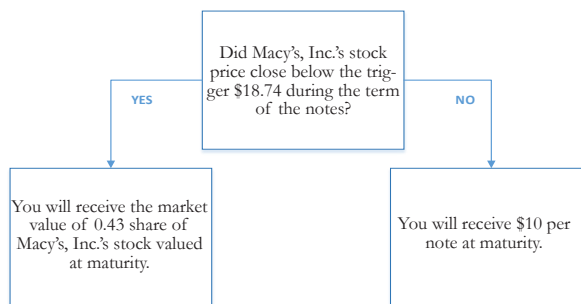 Did Macy's, Inc.'s stock
price close below the trig-
ger $18.74 during the term
of the notes?
YES
NO
You will receive the market
value of 0.43 share of
Macy's, Inc.'s stock valued
at maturity.
You will receive $10 per
note at maturity.